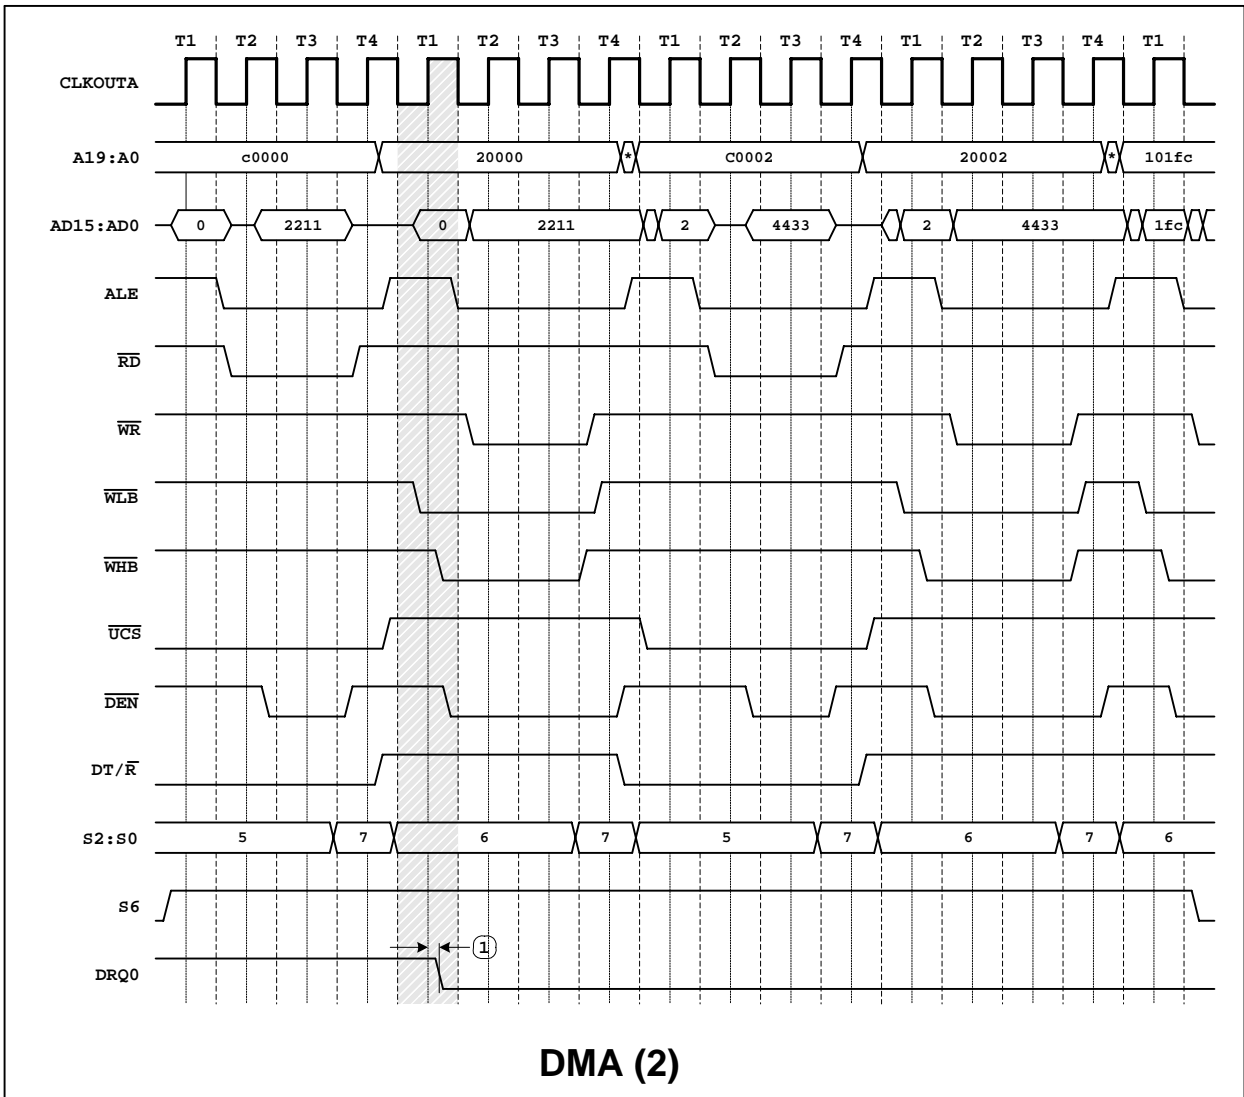 T1 T2 T3 T4 T1 T2 T3 T4 T1 T2 T3 T4 T1 T2 T3 T4 T1
CLKOUTA
A19:A0 c0000 20000 * C0002 20002 * 101fc
AD15:AD0 0 2211 0 2211 2 4433 2 4433 1fc
ALE
RD
WR
WLB
WHB
UCS
DEN
DT/R
S2:S0 5 7 6 7 5 7 6 7 6
S6
1
DRQ0
DMA (2)